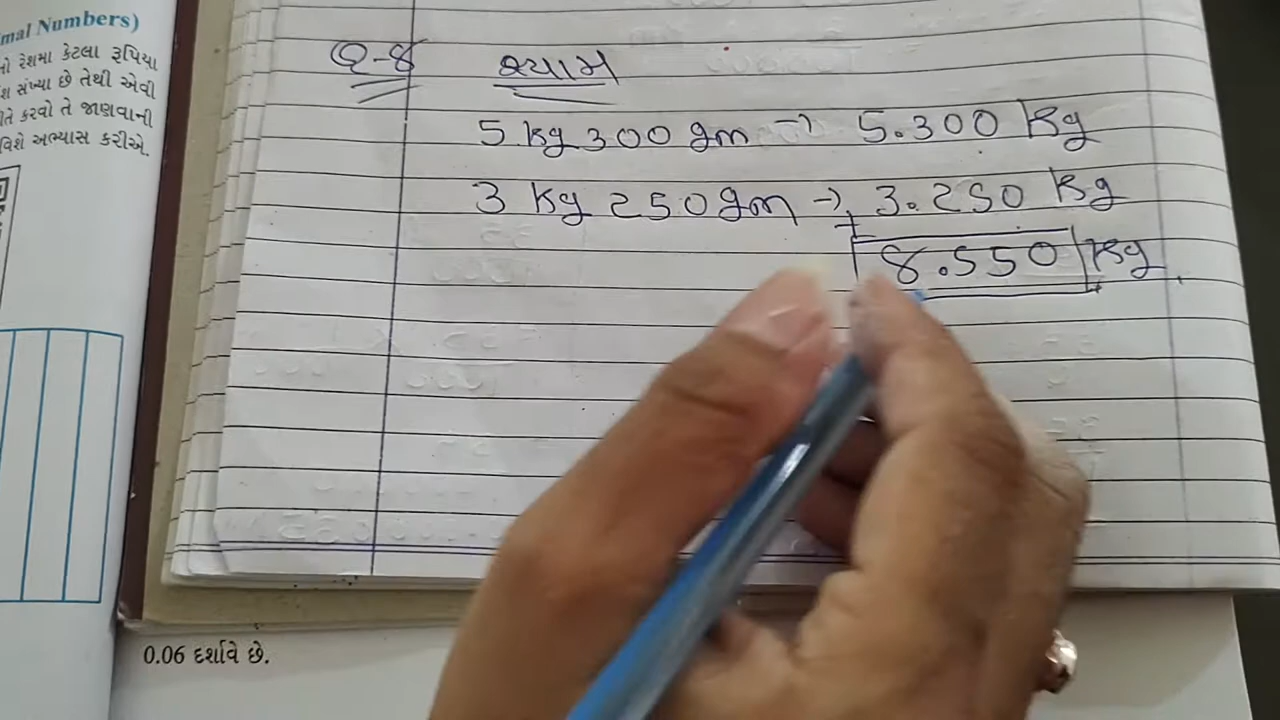 mal Numbers)
રેશમા કેટલા રૂપિયા
સંખ્યા છે તેથી એવી
કરવો તે જાણવાની
વિશે અભ્યાસ કરીએ.
Q-8 શ્યામ
5 kg 300 gm → 5.300 kg
3 kg 250 gm → + 3.250 kg
8.550 kg
0.06 દર્શાવે છે.